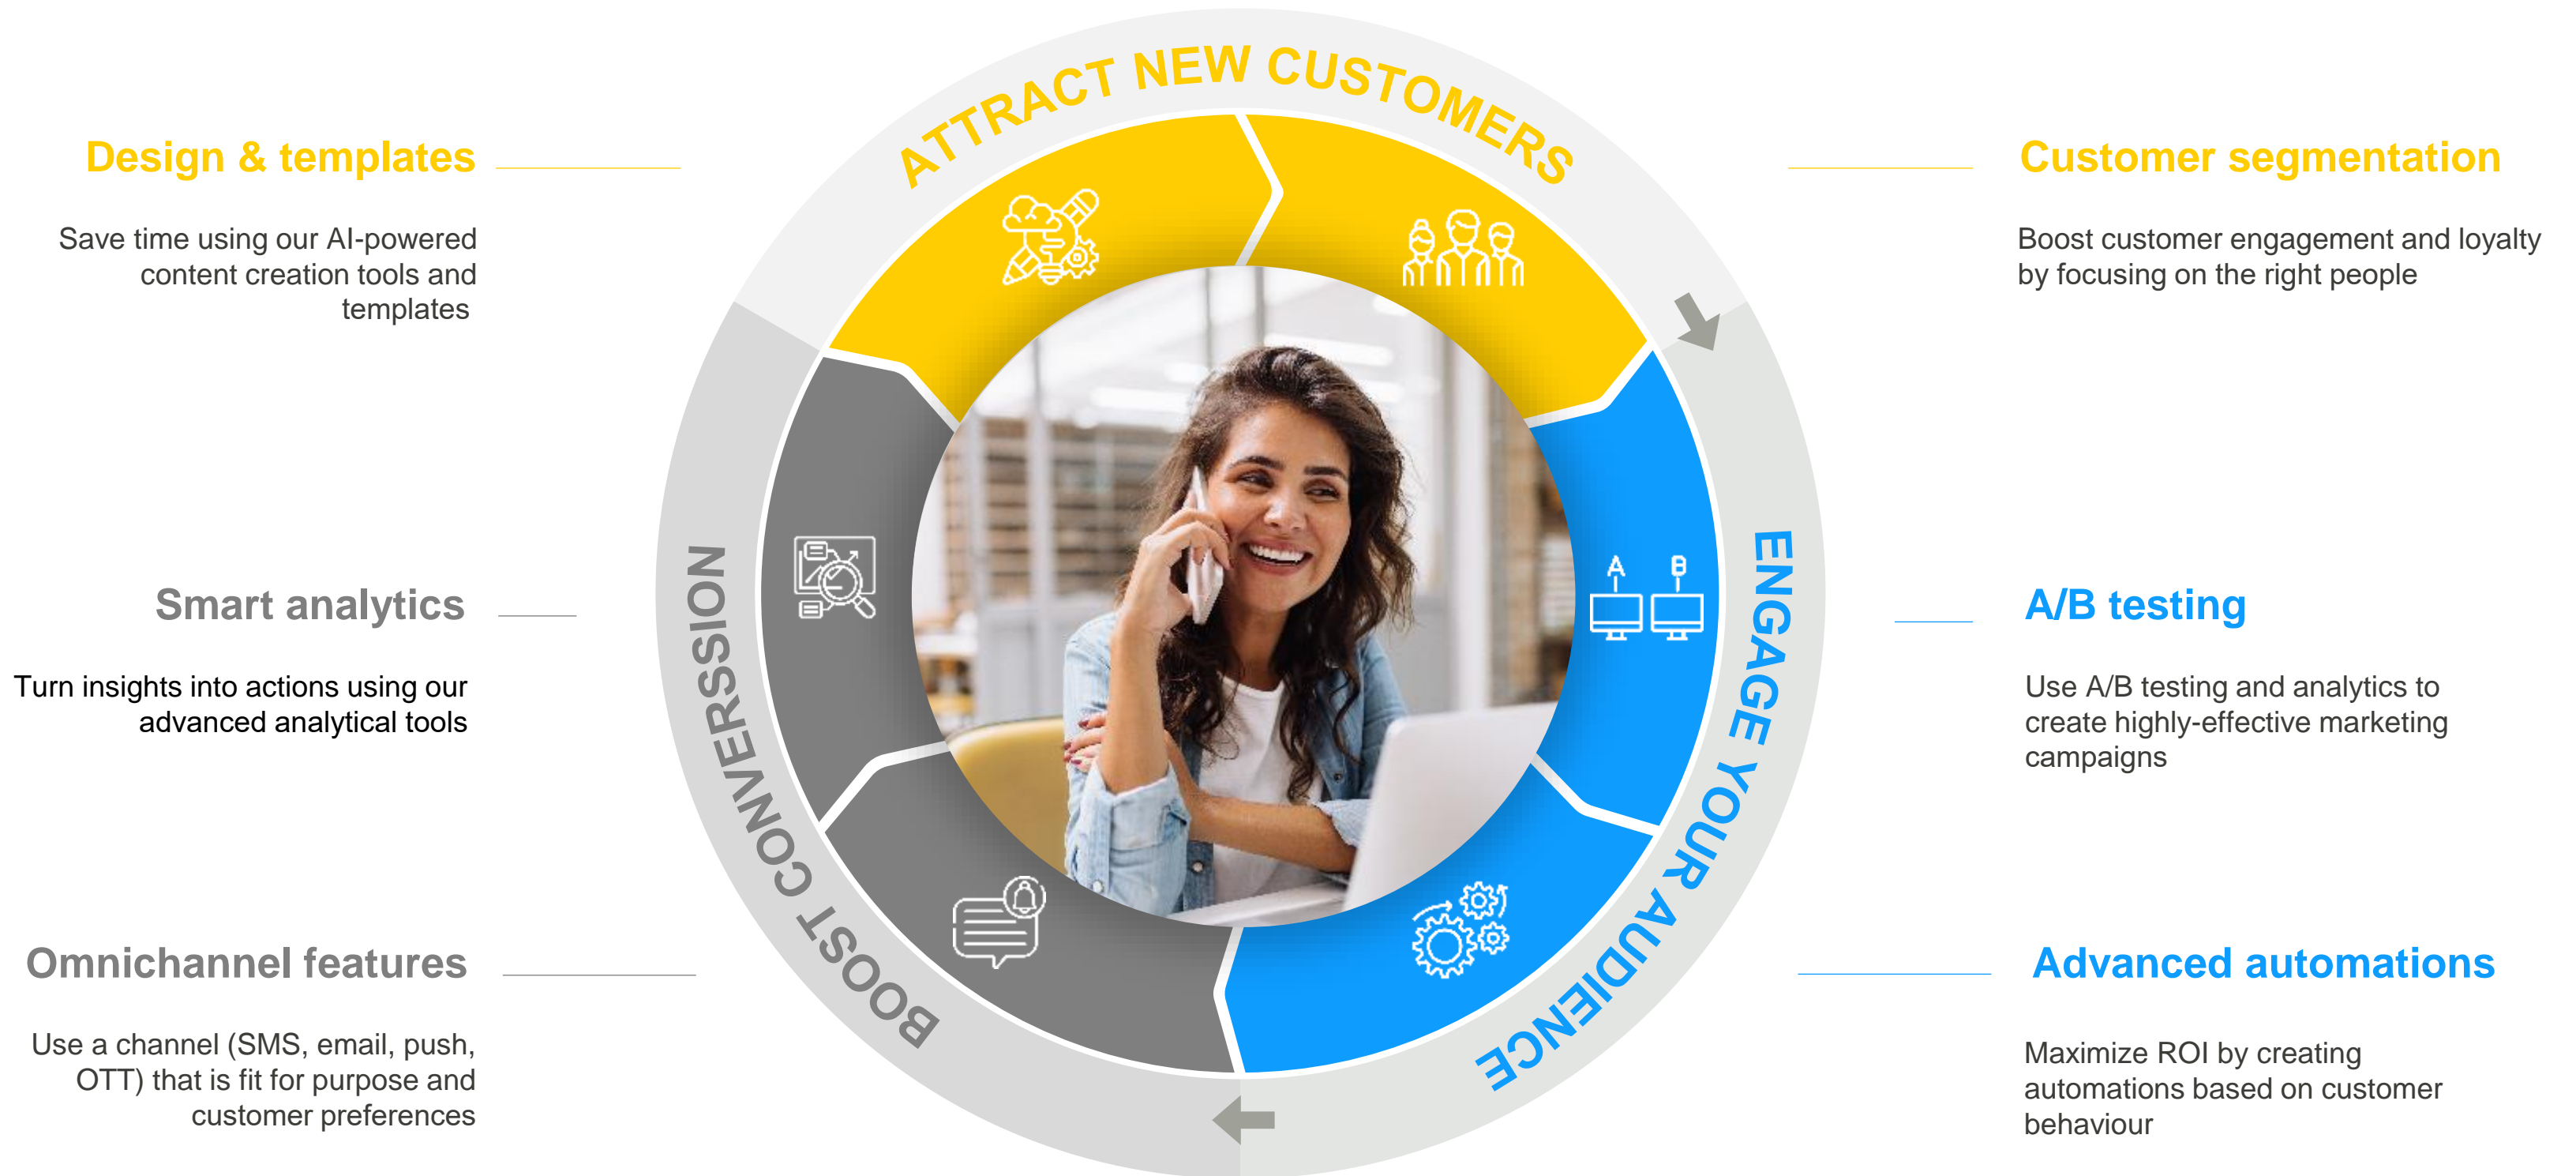 ATTRACT NEW CUSTOMERS
Design & templates
Save time using our AI-powered
content creation tools and
templates
Customer segmentation
Boost customer engagement and loyalty
by focusing on the right people
ENGAGE YOUR AUDIENCE
A B
A/B testing
Use A/B testing and analytics to
create highly-effective marketing
campaigns
Advanced automations
Maximize ROI by creating
automations based on customer
behaviour
BOOST CONVERSSION
Smart analytics
Turn insights into actions using our
advanced analytical tools
Omnichannel features
Use a channel (SMS, email, push,
OTT) that is fit for purpose and
customer preferences